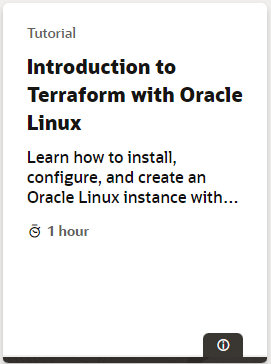 Tutorial
Introduction to
Terraform with Oracle
Linux
Learn how to install,
configure, and create an
Oracle Linux instance with...
1 hour